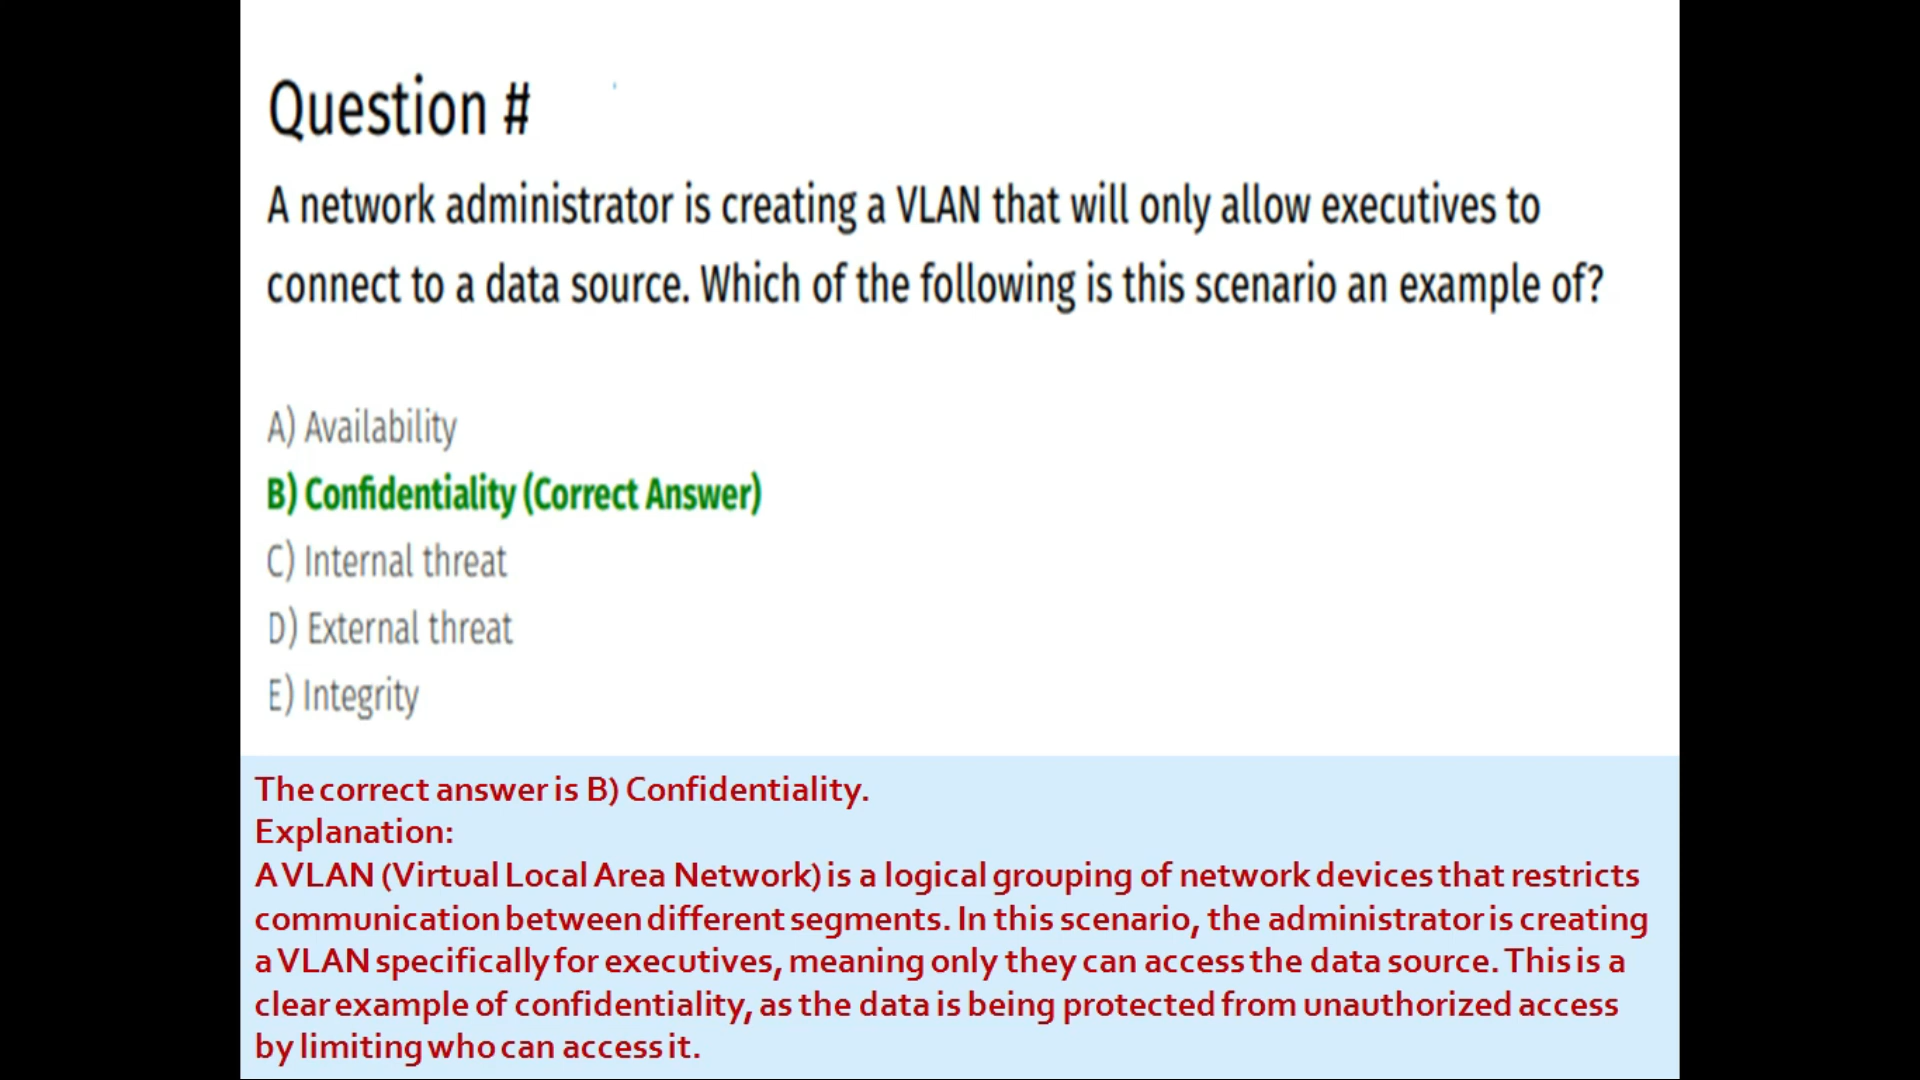 Question #
A network administrator is creating a VLAN that will only allow executives to
connect to a data source. Which of the following is this scenario an example of?
A) Availability
B) Confidentiality (Correct Answer)
C) Internal threat
D) External threat
E) Integrity
The correct answer is B) Confidentiality.
Explanation:
A VLAN (Virtual Local Area Network) is a logical grouping of network devices that restricts
communication between different segments. In this scenario, the administrator is creating
a VLAN specifically for executives, meaning only they can access the data source. This is a
clear example of confidentiality, as the data is being protected from unauthorized access
by limiting who can access it.